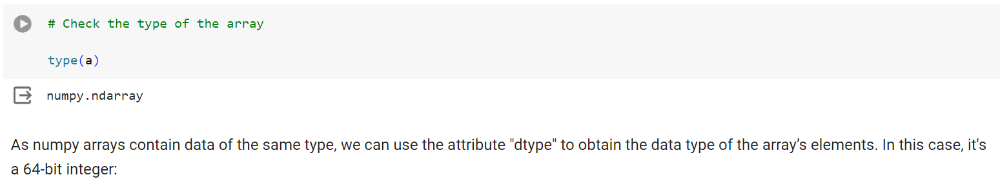 # Check the type of the array
type(a)
numpy.ndarray
As numpy arrays contain data of the same type, we can use the attribute "dtype" to obtain the data type of the array’s elements. In this case, it's
a 64-bit integer: